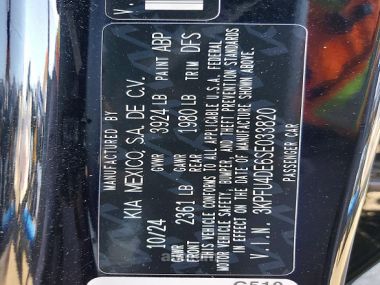 MANUFACTURED BY
KIA MEXICO, S.A. DE C.V.
10/24 GVWR 3924 LB PAINT ABP
GAWR FRONT 2361 LB GAWR REAR 1980 LB TRIM DFS
THIS VEHICLE CONFORMS TO ALL APPLICABLE U.S.A. FEDERAL
MOTOR VEHICLE SAFETY, BUMPER, AND THEFT PREVENTION STANDARDS
IN EFFECT ON THE DATE OF MANUFACTURE SHOWN ABOVE.
V.I.N. 3KPFU4DE6SE033820
PASSENGER CAR